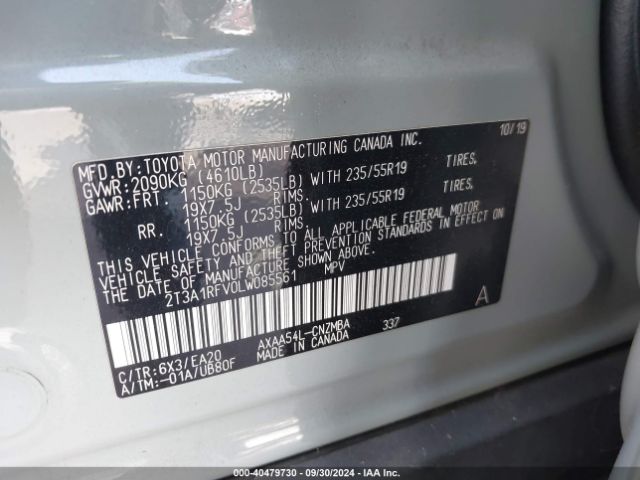 MFD.BY:TOYOTA MOTOR MANUFACTURING CANADA INC. 10/19
GVWR:2090KG (4610LB)
GAWR:FRT. 1150KG (2535LB) WITH 235/55R19 TIRES,
19X7.5J RIMS,
RR. 1150KG (2535LB) WITH 235/55R19 TIRES,
19X7.5J RIMS.
THIS VEHICLE CONFORMS TO ALL APPLICABLE FEDERAL MOTOR
VEHICLE SAFETY AND THEFT PREVENTION STANDARDS IN EFFECT ON
THE DATE OF MANUFACTURE SHOWN ABOVE.
2T3A1RFV0LW085561 MPV
A
AXAA54L-CNZMBA 337
C/TR:6X3/EA20 MADE IN CANADA
A/TM:-01A/UB80F
000-40479730 - 09/30/2024 - IAA Inc.